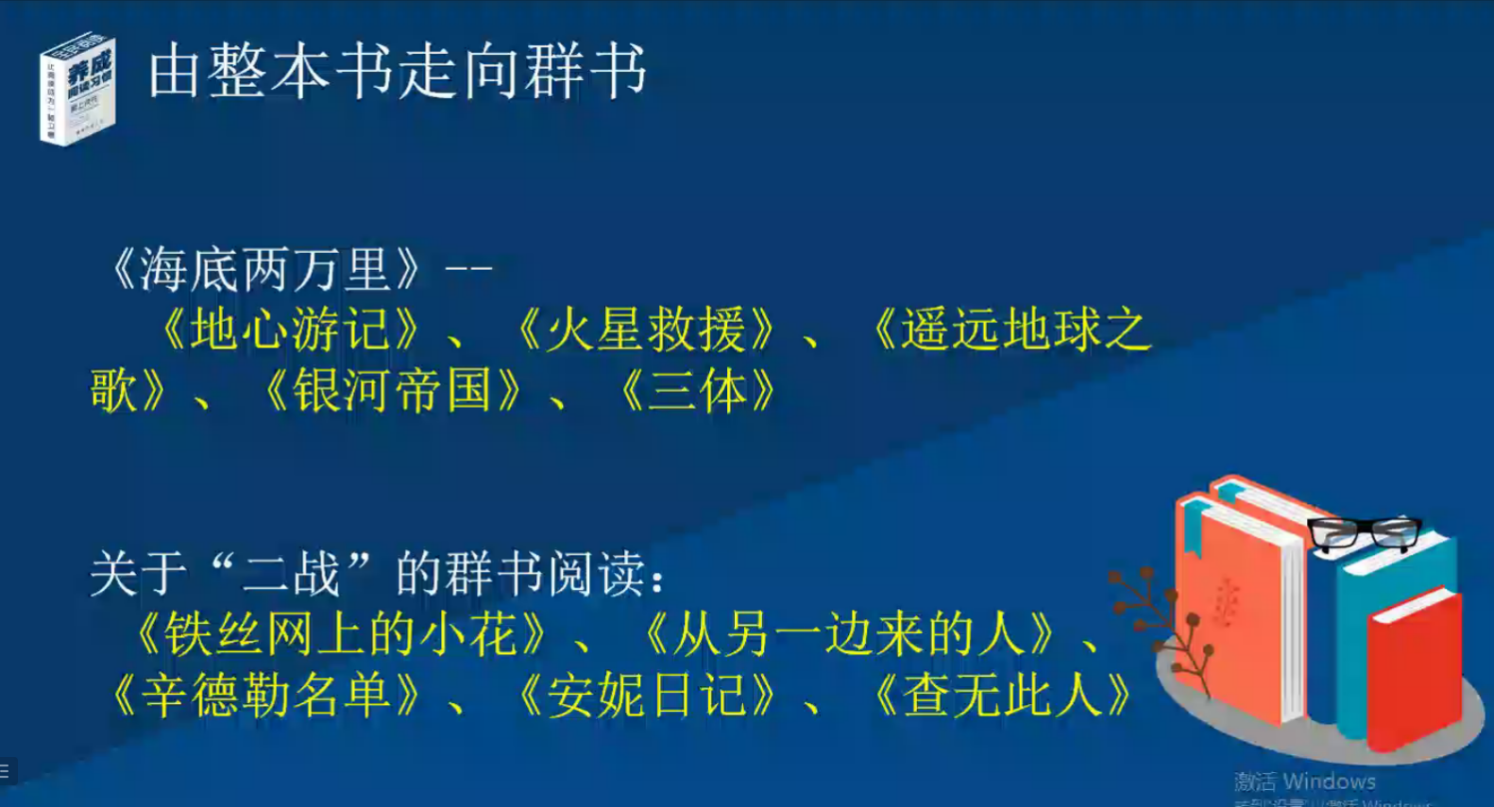 养成
阅读习惯
由整本书走向群书
《海底两万里》--
《地心游记》、《火星救援》、《遥远地球之
歌》、《银河帝国》、《三体》
关于“二战”的群书阅读：
《铁丝网上的小花》、《从另一边来的人》、
《辛德勒名单》、《安妮日记》、《查无此人》
激活 Windows